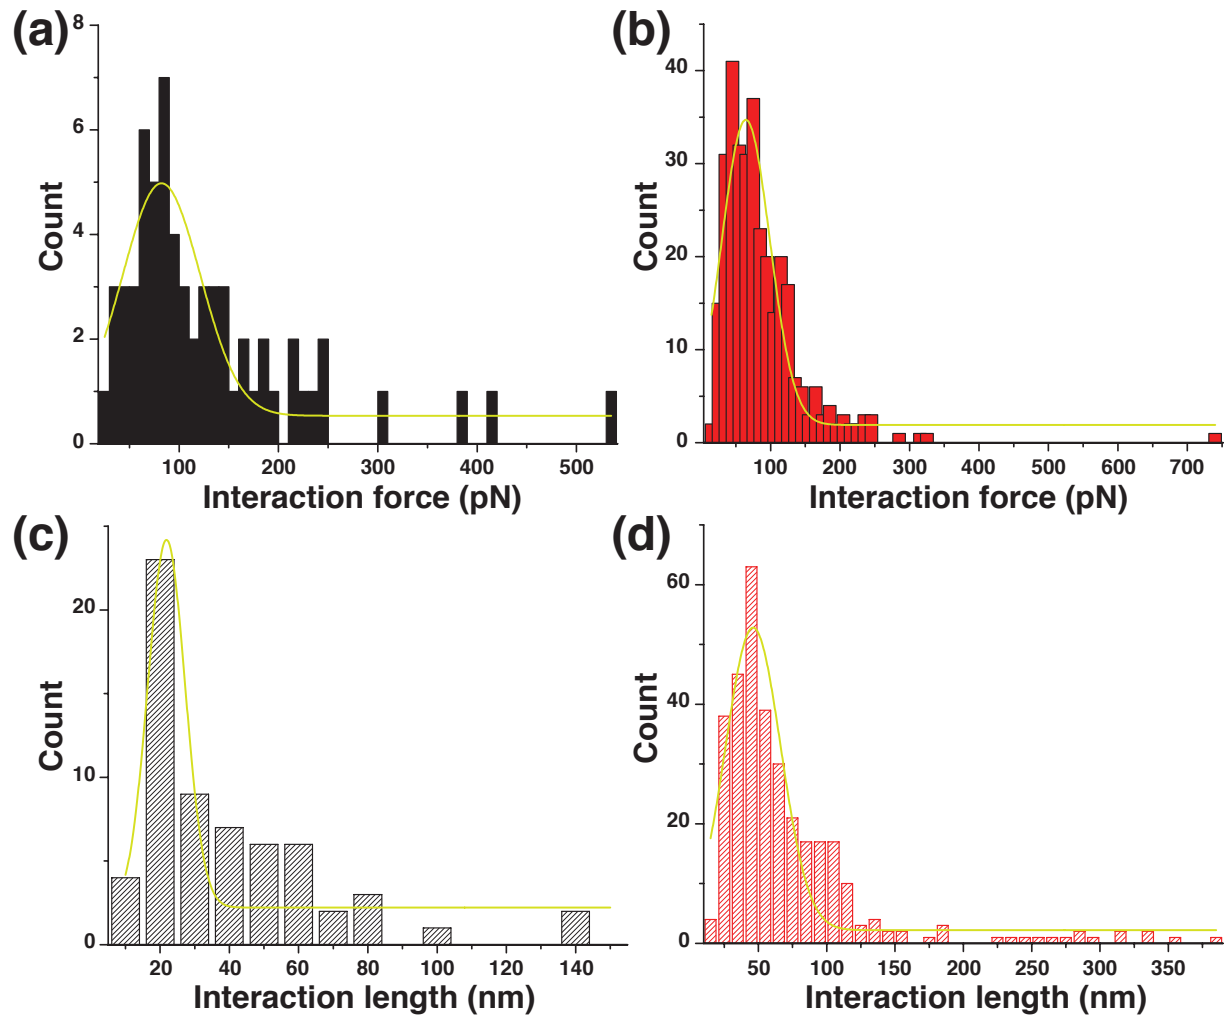 (a)
8
6
4
2
0
Count
100 200 300 400 500
Interaction force (pN)
(b)
40
30
20
10
0
Count
100 200 300 400 500 600 700
Interaction force (pN)
(c)
20
10
0
Count
20 40 60 80 100 120 140
Interaction length (nm)
(d)
60
40
20
0
Count
50 100 150 200 250 300 350
Interaction length (nm)